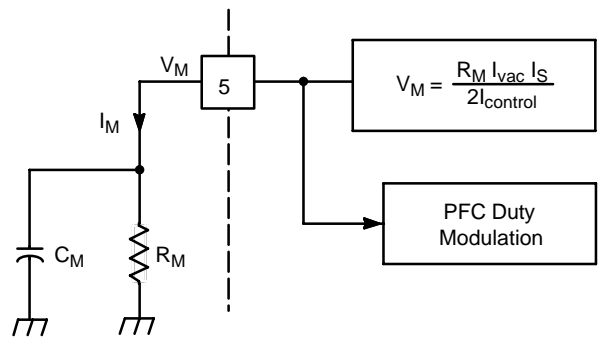 V_M
5
V_M = R_M I_vac I_S / 2I_control
I_M
PFC Duty
Modulation
C_M
R_M